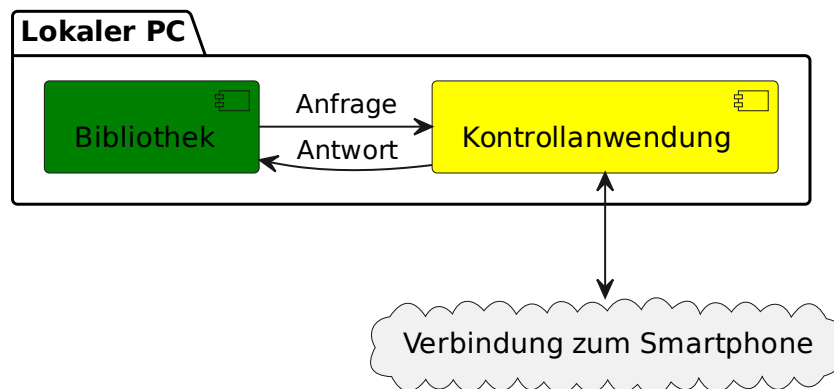 Lokaler PC
Anfrage
Bibliothek
Kontrollanwendung
Antwort
Verbindung zum Smartphone